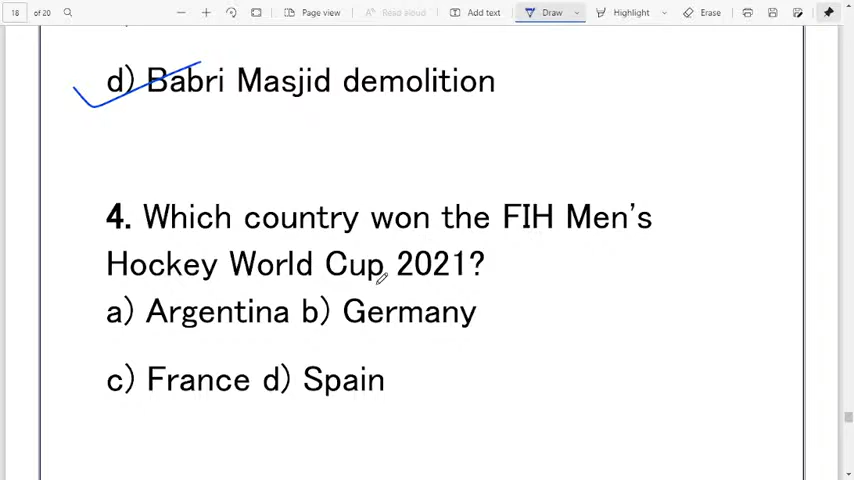 18 of 20 Page view Read aloud Add text Draw Highlight Erase
d) Babri Masjid demolition
4. Which country won the FIH Men's
Hockey World Cup 2021?
a) Argentina b) Germany
c) France d) Spain